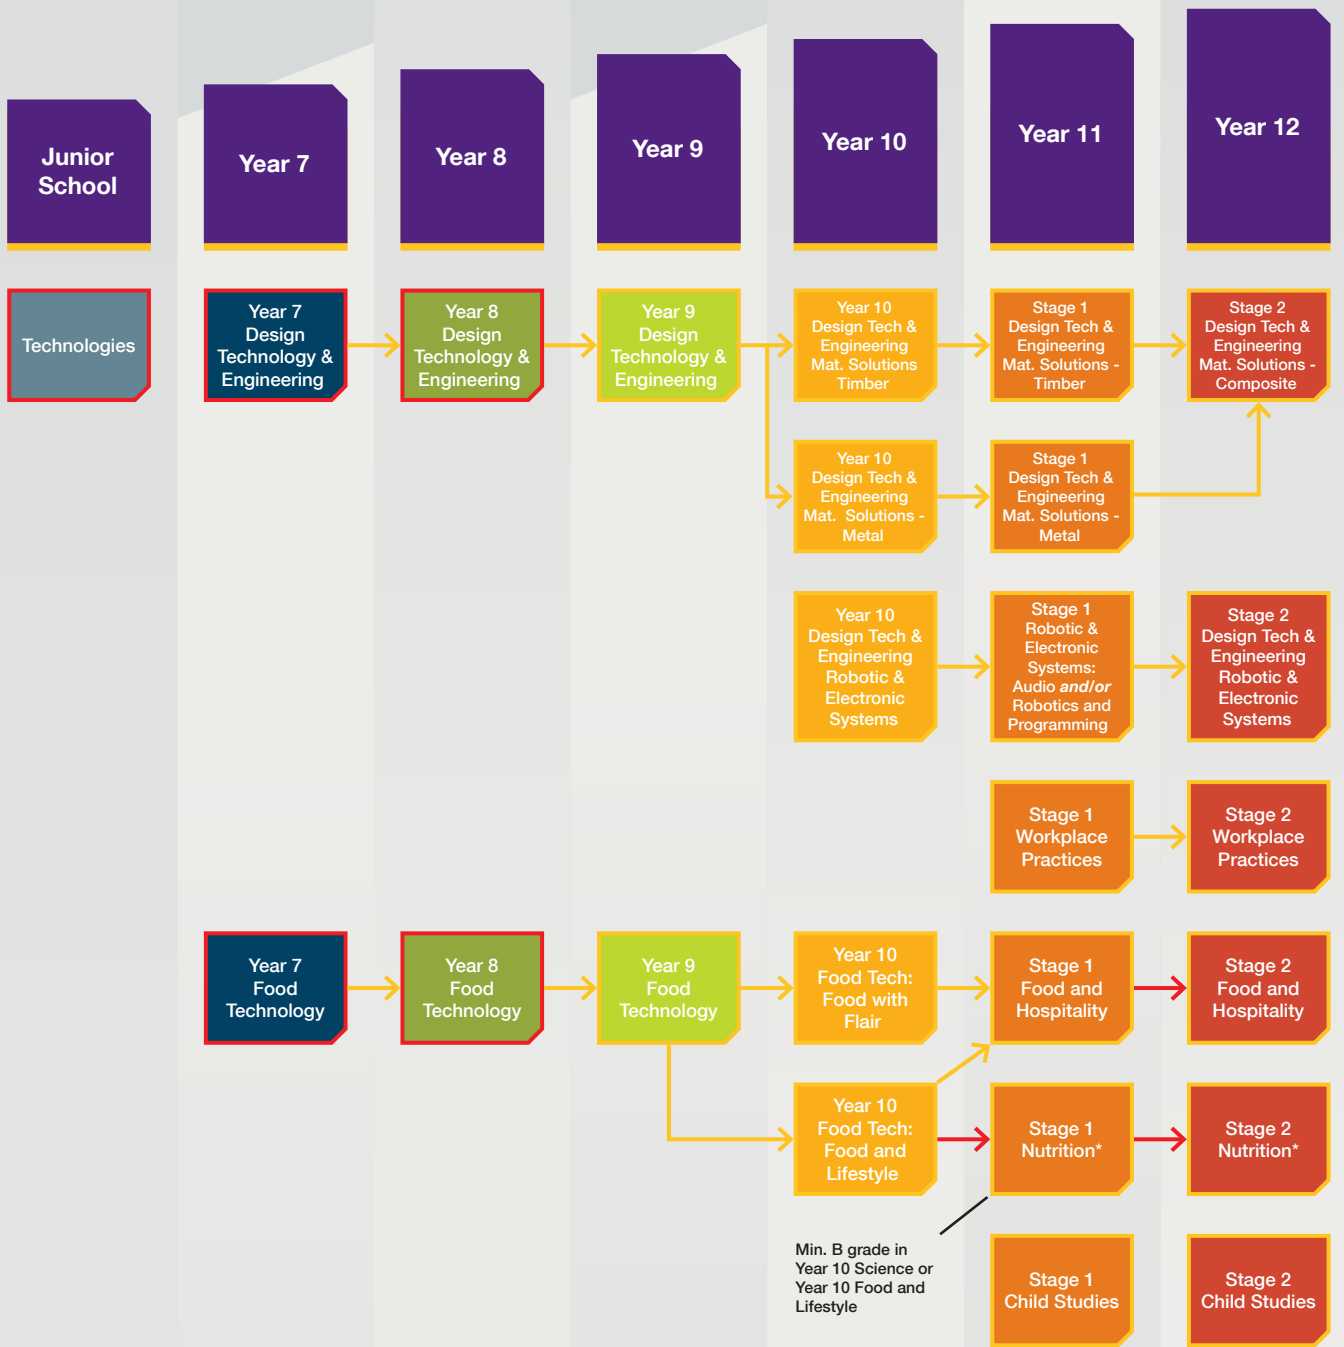 Junior
School
Year 7
Year 8
Year 9
Year 10
Year 11
Year 12
Technologies
Year 7
Design
Technology &
Engineering
Year 8
Design
Technology &
Engineering
Year 9
Design
Technology &
Engineering
Year 10
Design Tech &
Engineering
Mat. Solutions
Timber
Stage 1
Design Tech &
Engineering
Mat. Solutions -
Timber
Stage 2
Design Tech &
Engineering
Mat. Solutions -
Composite
Year 10
Design Tech &
Engineering
Mat. Solutions -
Metal
Stage 1
Design Tech &
Engineering
Mat. Solutions -
Metal
Year 10
Design Tech &
Engineering
Robotic &
Electronic
Systems
Stage 1
Robotic &
Electronic
Systems:
Audio and/or
Robotics and
Programming
Stage 2
Design Tech &
Engineering
Robotic &
Electronic
Systems
Stage 1
Workplace
Practices
Stage 2
Workplace
Practices
Year 7
Food
Technology
Year 8
Food
Technology
Year 9
Food
Technology
Year 10
Food Tech:
Food with
Flair
Stage 1
Food and
Hospitality
Stage 2
Food and
Hospitality
Year 10
Food Tech:
Food and
Lifestyle
Stage 1
Nutrition*
Stage 2
Nutrition*
Min. B grade in
Year 10 Science or
Year 10 Food and
Lifestyle
Stage 1
Child Studies
Stage 2
Child Studies